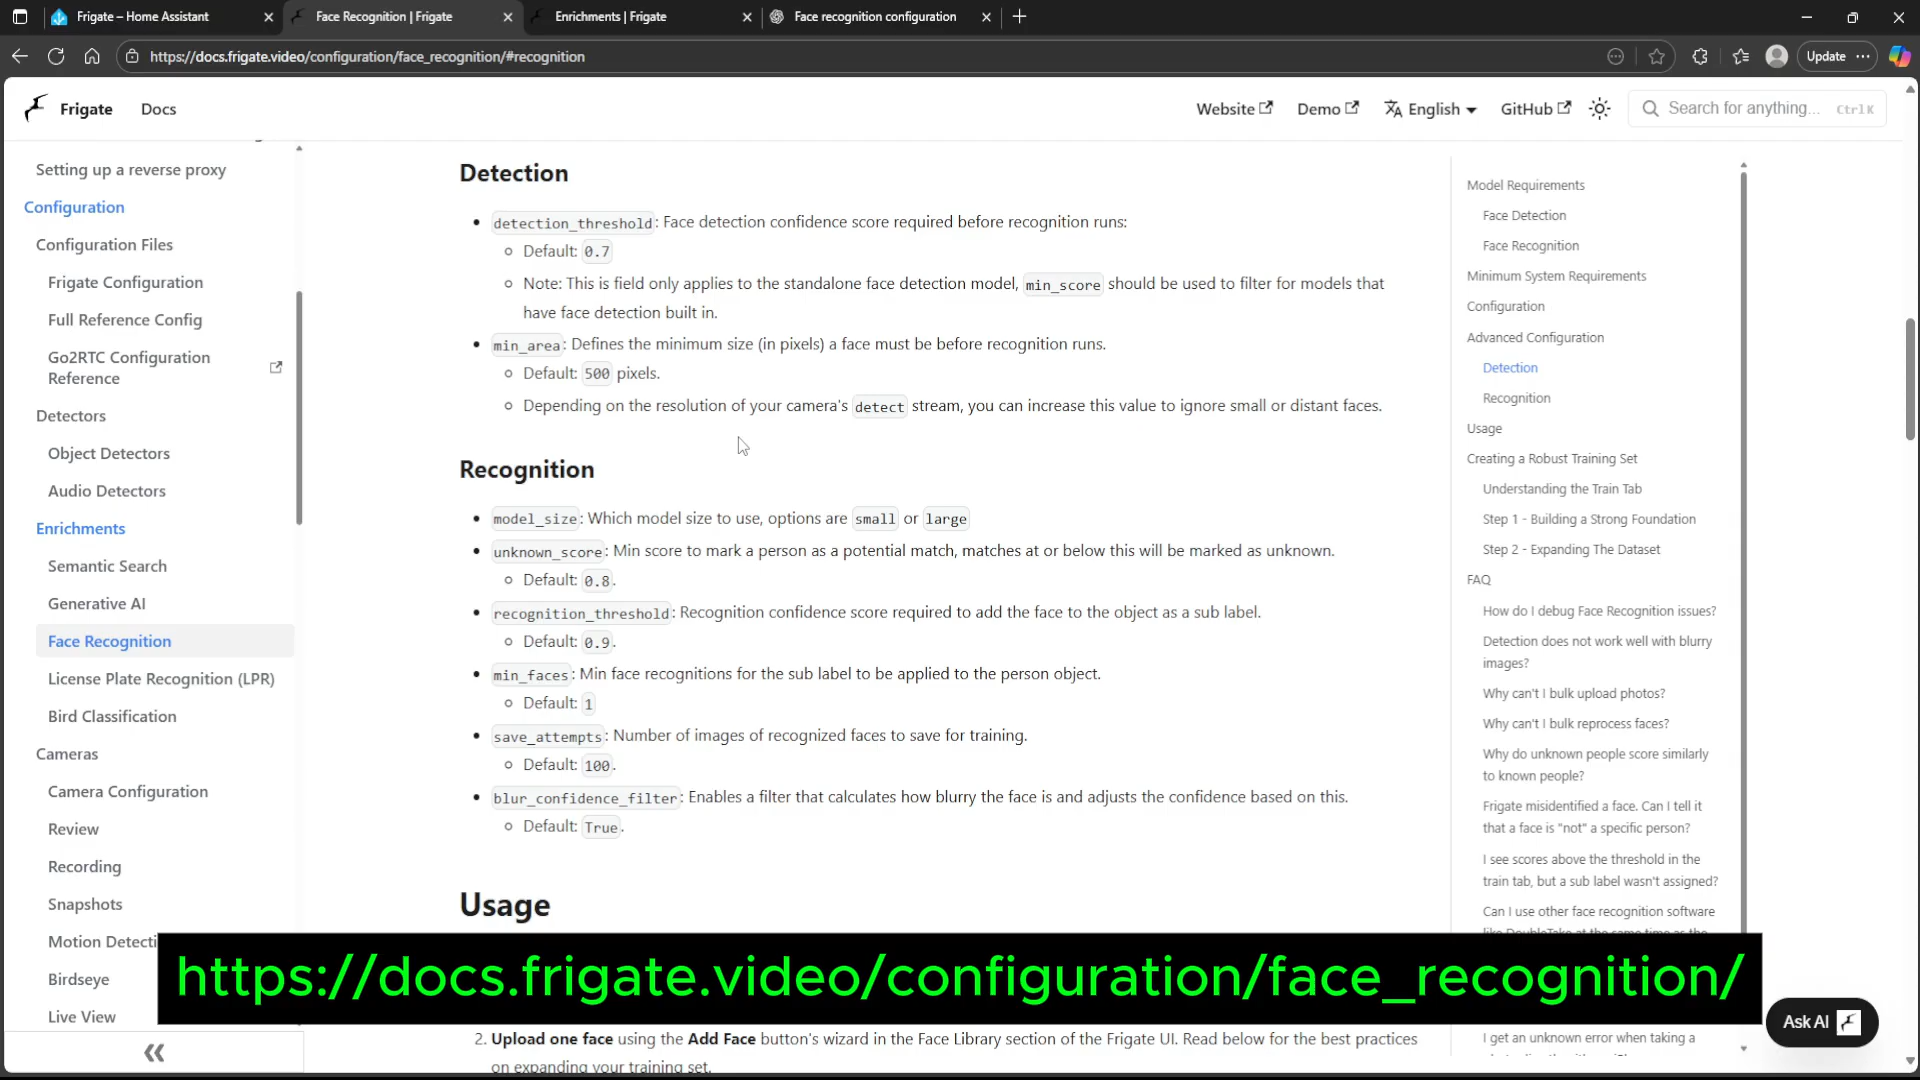 Frigate – Home Assistant
Face Recognition | Frigate
Enrichments | Frigate
Face recognition configuration
https://docs.frigate.video/configuration/face_recognition/#recognition
Update
Frigate
Docs
Website
Demo
English
GitHub
Search for anything...
Ctrl K
Setting up a reverse proxy
Configuration
Configuration Files
Frigate Configuration
Full Reference Config
Go2RTC Configuration
Reference
Detectors
Object Detectors
Audio Detectors
Enrichments
Semantic Search
Generative AI
Face Recognition
License Plate Recognition (LPR)
Bird Classification
Cameras
Camera Configuration
Review
Recording
Snapshots
Motion Detecti
Birdseye
Live View
Detection
detection_threshold: Face detection confidence score required before recognition runs:
Default: 0.7
Note: This is field only applies to the standalone face detection model, min_score should be used to filter for models that
have face detection built in.
min_area: Defines the minimum size (in pixels) a face must be before recognition runs.
Default: 500 pixels.
Depending on the resolution of your camera's detect stream, you can increase this value to ignore small or distant faces.
Recognition
model_size: Which model size to use, options are small or large
unknown_score: Min score to mark a person as a potential match, matches at or below this will be marked as unknown.
Default: 0.8.
recognition_threshold: Recognition confidence score required to add the face to the object as a sub label.
Default: 0.9.
min_faces: Min face recognitions for the sub label to be applied to the person object.
Default: 1
save_attempts: Number of images of recognized faces to save for training.
Default: 100.
blur_confidence_filter: Enables a filter that calculates how blurry the face is and adjusts the confidence based on this.
Default: True.
Usage
https://docs.frigate.video/configuration/face_recognition/
2. Upload one face using the Add Face button's wizard in the Face Library section of the Frigate UI. Read below for the best practices
on expanding your training set.
Model Requirements
Face Detection
Face Recognition
Minimum System Requirements
Configuration
Advanced Configuration
Detection
Recognition
Usage
Creating a Robust Training Set
Understanding the Train Tab
Step 1 - Building a Strong Foundation
Step 2 - Expanding The Dataset
FAQ
How do I debug Face Recognition issues?
Detection does not work well with blurry
images?
Why can't I bulk upload photos?
Why can't I bulk reprocess faces?
Why do unknown people score similarly
to known people?
Frigate misidentified a face. Can I tell it
that a face is "not" a specific person?
I see scores above the threshold in the
train tab, but a sub label wasn't assigned?
Can I use other face recognition software
like DoubleTake at the same time as the
I get an unknown error when taking a
Ask AI